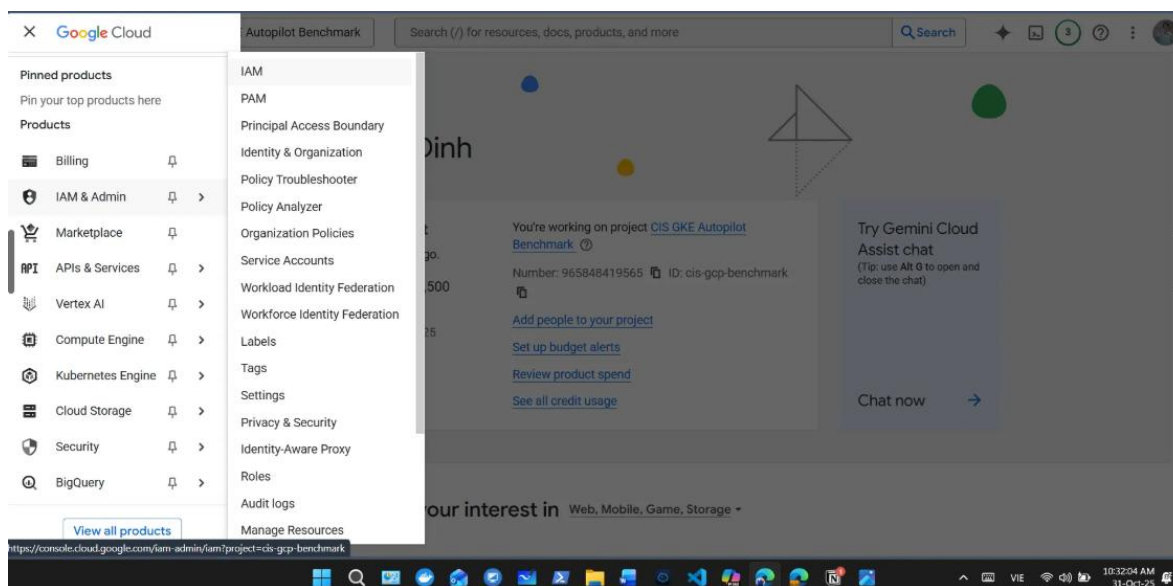 Google Cloud
Autopilot Benchmark
Search (/) for resources, docs, products, and more
Search
3
Pinned products
Pin your top products here
Products
Billing
IAM & Admin
Marketplace
API APIs & Services
Vertex AI
Compute Engine
Kubernetes Engine
Cloud Storage
Security
BigQuery
View all products
IAM
PAM
Principal Access Boundary
Identity & Organization
Policy Troubleshooter
Policy Analyzer
Organization Policies
Service Accounts
Workload Identity Federation
Workforce Identity Federation
Labels
Tags
Settings
Privacy & Security
Identity-Aware Proxy
Roles
Audit logs
Manage Resources
Dinh
go.
500
25
You're working on project CIS GKE Autopilot
Benchmark
Number: 965848419565 ID: cis-gcp-benchmark
Add people to your project
Set up budget alerts
Review product spend
See all credit usage
Try Gemini Cloud
Assist chat
(Tip: use Alt G to open and
close the chat)
Chat now
our interest in Web, Mobile, Game, Storage
https://console.cloud.google.com/iam-admin/iam?project=cis-gcp-benchmark
VIE
10:32:04 AM
31-Oct-25